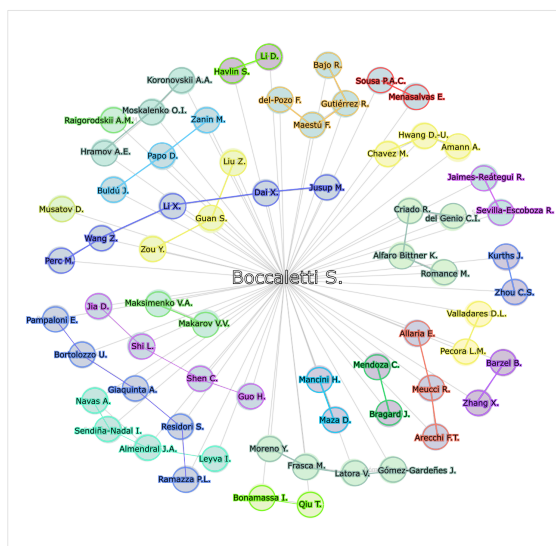 Li D.
Havlin S.
Bajo R.
Koronovskii A.A.
Sousa P.A.C.
Menasalvas E.
del-Pozo F.
Gutiérrez R.
Moskalenko O.I.
Raigorodskii A.M.
Zanin M.
Maestú F.
Hwang D.-U.
Amann A.
Hramov A.E.
Papo D.
Liu Z.
Chavez M.
Jaimes-Reátegui R.
Buldú J.
Dai X.
Jusup M.
Musatov D.
Li X.
Guan S.
Criado R.
del Genio C.I.
Sevilla-Escoboza R.
Wang Z.
Zou Y.
Perc M.
Alfaro Bittner K.
Kurths J.
Romance M.
Boccaletti S.
Zhou C.S.
Jia D.
Maksimenko V.A.
Valladares D.L.
Pampaloni E.
Makarov V.V.
Allaria E.
Shi L.
Bortolozzo U.
Pecora L.M.
Mendoza C.
Barzel B.
Shen C.
Mancini H.
Giaquinta A.
Guo H.
Meucci R.
Navas A.
Zhang X.
Bragard J.
Maza D.
Sendiña-Nadal I.
Residori S.
Arecchi F.T.
Almendral J.A.
Moreno Y.
Leyva I.
Frasca M.
Latora V.
Gómez-Gardeñes J.
Ramazza P.L.
Bonamassa I.
Qiu T.